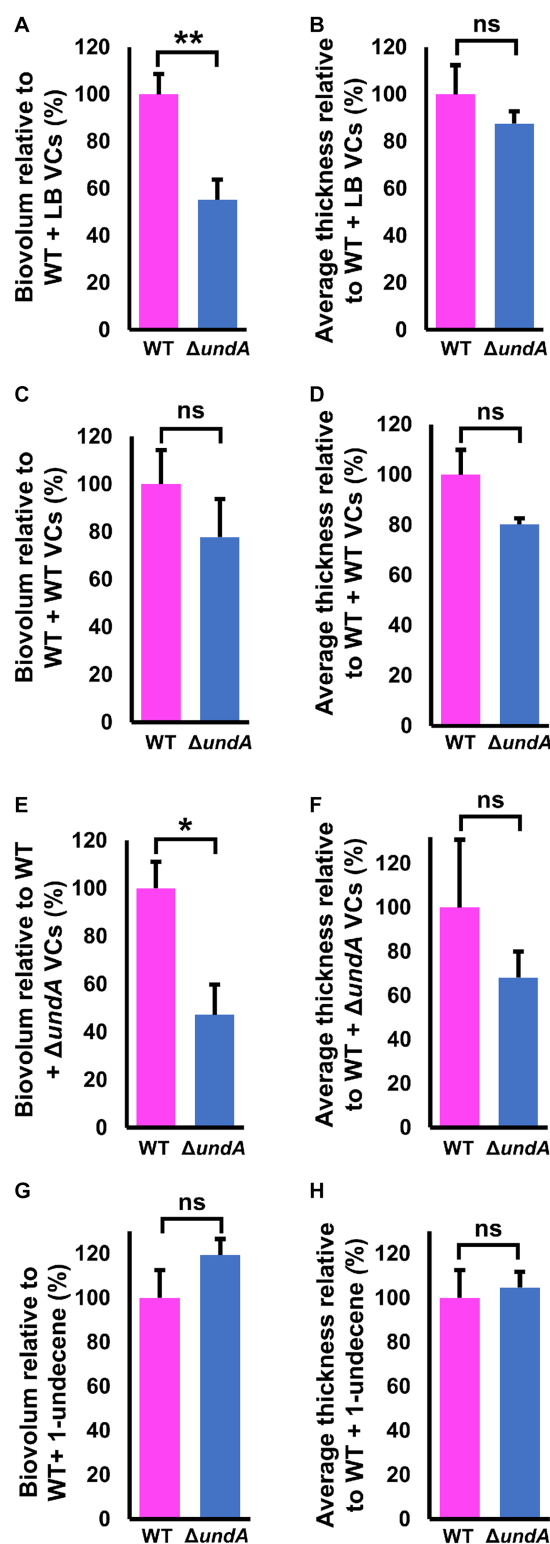 A
Biovolum relative to
WT + LB VCs (%)
120
100
80
60
40
20
0
**
WT ΔundA
B
Average thickness relative
to WT + LB VCs (%)
120
100
80
60
40
20
0
ns
WT ΔundA
C
Biovolum relative to
WT + WT VCs (%)
120
100
80
60
40
20
0
ns
WT ΔundA
D
Average thickness relative
to WT + WT VCs (%)
120
100
80
60
40
20
0
ns
WT ΔundA
E
Biovolum relative to WT
+ ΔundA VCs (%)
120
100
80
60
40
20
0
*
WT ΔundA
F
Average thickness relative
to WT + ΔundA VCs (%)
120
100
80
60
40
20
0
ns
WT ΔundA
G
Biovolum relative to
WT+ 1-undecene (%)
120
100
80
60
40
20
0
ns
WT ΔundA
H
Average thickness relative
to WT + 1-undecene (%)
120
100
80
60
40
20
0
ns
WT ΔundA